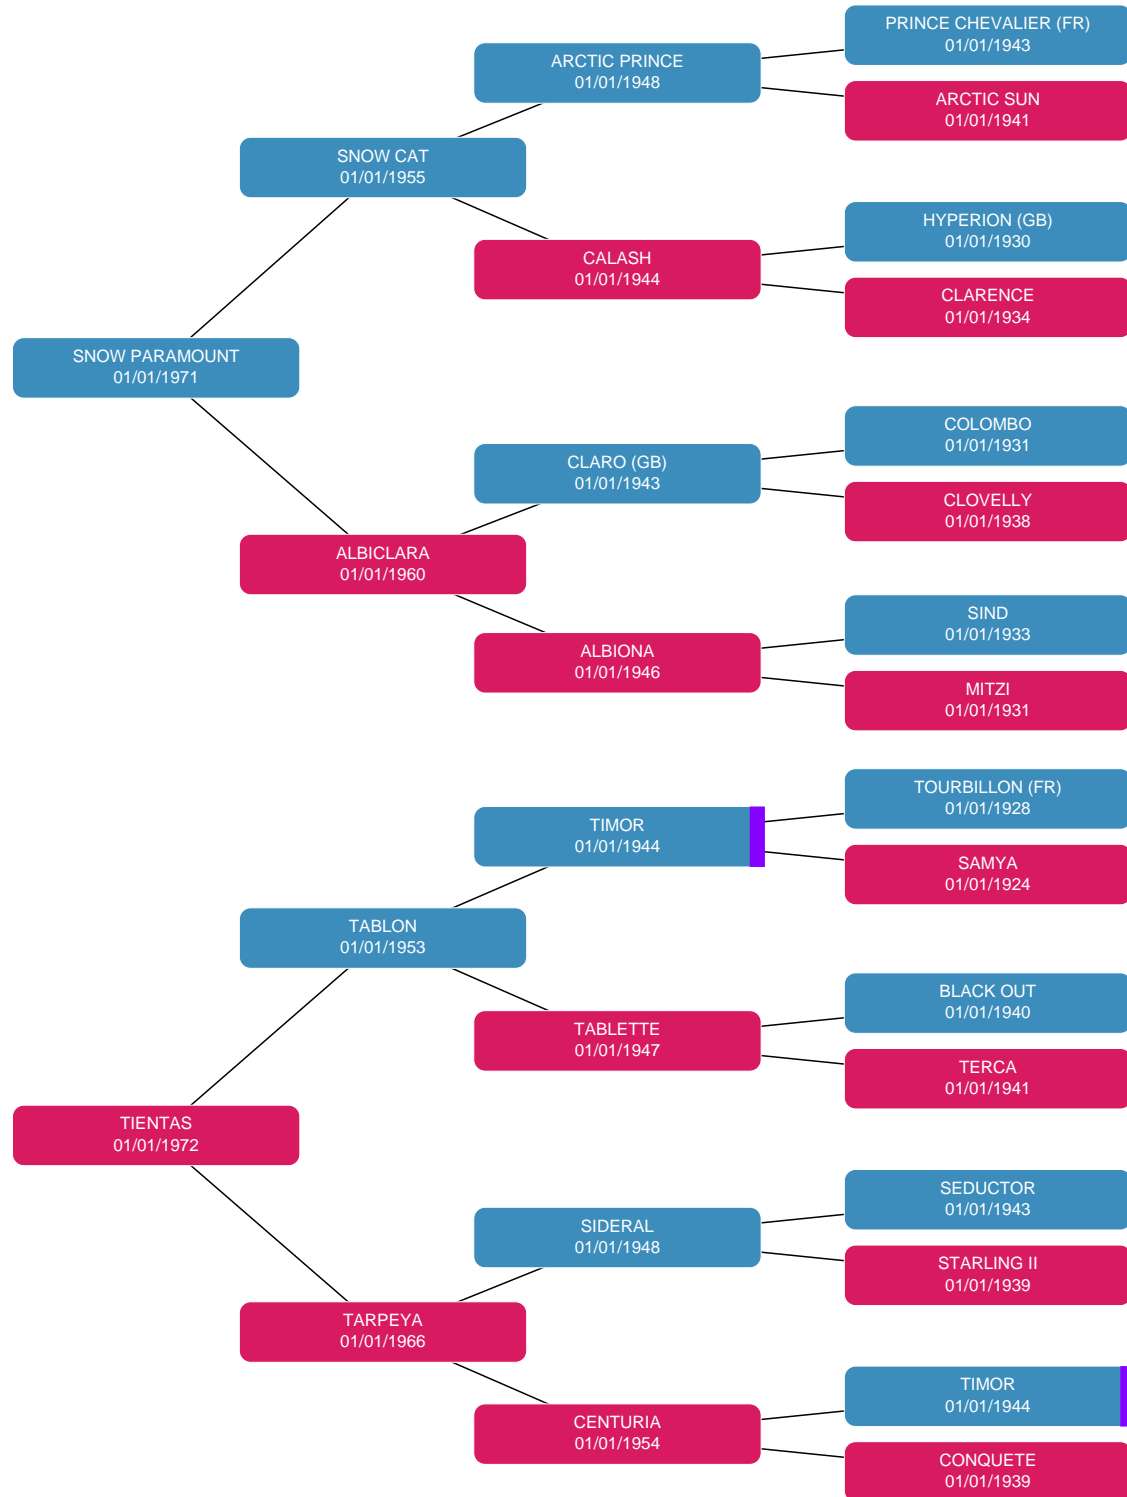 PRINCE CHEVALIER (FR)
01/01/1943
ARCTIC PRINCE
01/01/1948
ARCTIC SUN
01/01/1941
SNOW CAT
01/01/1955
HYPERION (GB)
01/01/1930
CALASH
01/01/1944
CLARENCE
01/01/1934
SNOW PARAMOUNT
01/01/1971
COLOMBO
01/01/1931
CLARO (GB)
01/01/1943
CLOVELLY
01/01/1938
ALBICLARA
01/01/1960
SIND
01/01/1933
ALBIONA
01/01/1946
MITZI
01/01/1931
TOURBILLON (FR)
01/01/1928
TIMOR
01/01/1944
SAMYA
01/01/1924
TABLON
01/01/1953
BLACK OUT
01/01/1940
TABLETTE
01/01/1947
TERCA
01/01/1941
TIENTAS
01/01/1972
SEDUCTOR
01/01/1943
SIDERAL
01/01/1948
STARLING II
01/01/1939
TARPEYA
01/01/1966
TIMOR
01/01/1944
CENTURIA
01/01/1954
CONQUETE
01/01/1939